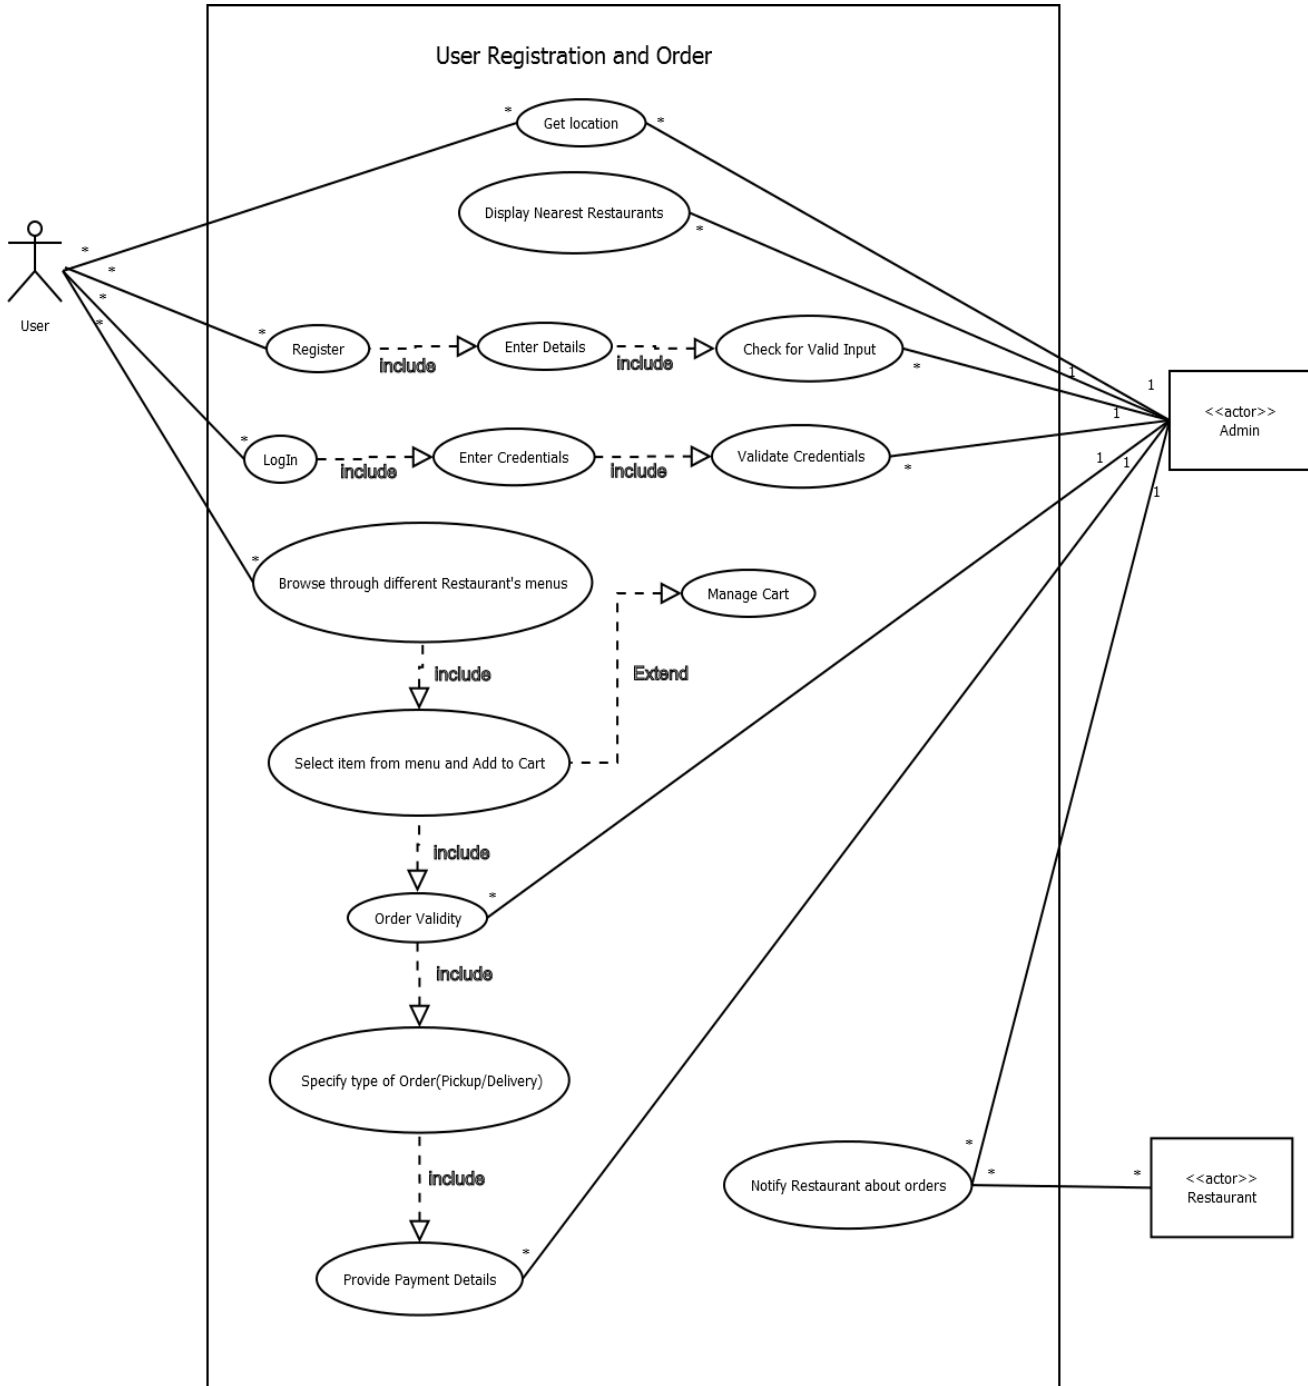 User Registration and Order
*
Get location
*
Display Nearest Restaurants
*
*
*
*
*
User
*
Register
include
Enter Details
include
Check for Valid Input
*
1
1
1
<<actor>>
Admin
*
LogIn
include
Enter Credentials
include
Validate Credentials
*
1
1
1
*
Browse through different Restaurant's menus
Manage Cart
include
Extend
Select item from menu and Add to Cart
include
*
Order Validity
include
Specify type of Order(Pickup/Delivery)
include
*
*
*
Notify Restaurant about orders
<<actor>>
Restaurant
*
Provide Payment Details